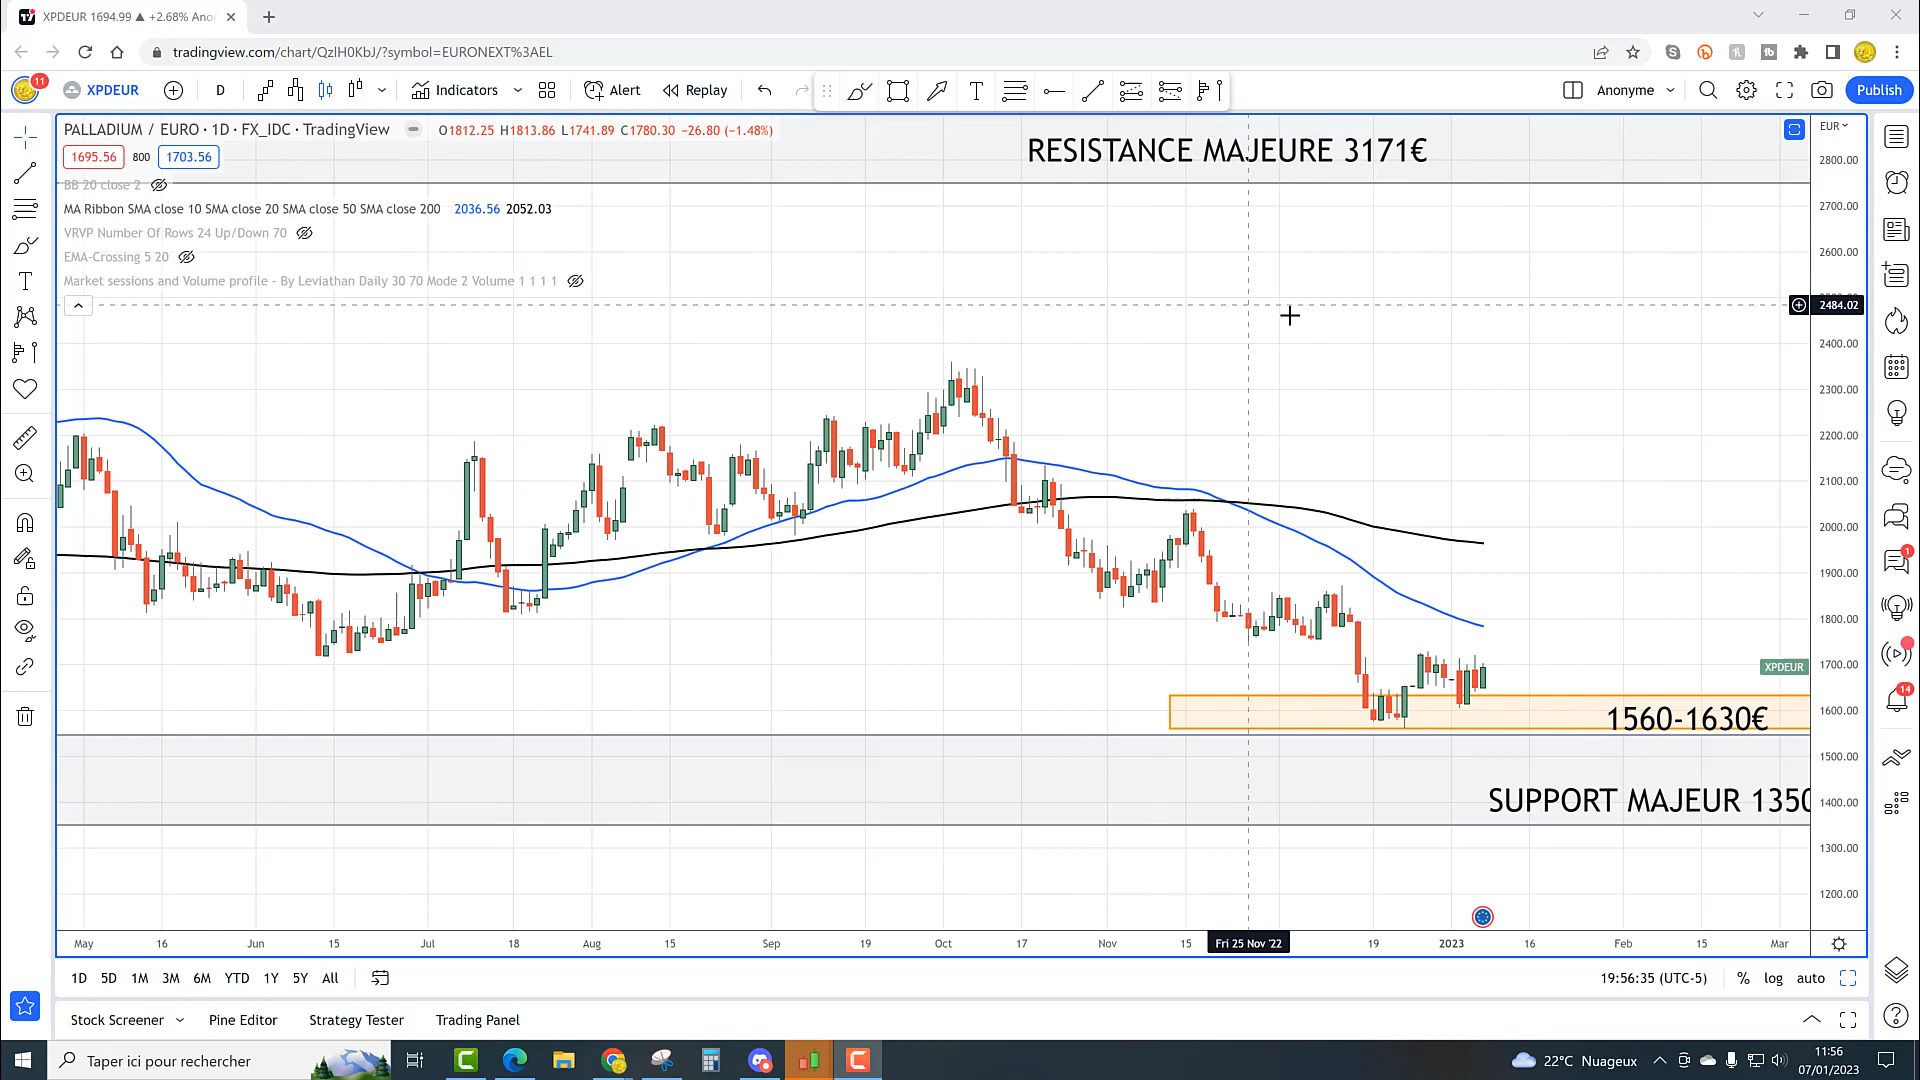 XPDEUR 1694.99 ▲ +2.68% Ano
tradingview.com/chart/QzlH0KbJ/?symbol=EURONEXT%3AEL
11
XPDEUR
D
Indicators
Alert
Replay
Anonyme
Publish
PALLADIUM / EURO · 1D · FX_IDC · TradingView
O1812.25 H1813.86 L1741.89 C1780.30 −26.80 (−1.48%)
1695.56
800
1703.56
BB 20 close 2
MA Ribbon SMA close 10 SMA close 20 SMA close 50 SMA close 200 2036.56 2052.03
VRVP Number Of Rows 24 Up/Down 70
EMA-Crossing 5 20
Market sessions and Volume profile - By Leviathan Daily 30 70 Mode 2 Volume 1 1 1 1
RESISTANCE MAJEURE 3171€
EUR
2800.00
2700.00
2600.00
2484.02
2400.00
2300.00
2200.00
2100.00
2000.00
1900.00
1800.00
1700.00
1600.00
1500.00
1400.00
1300.00
1200.00
XPDEUR
1560-1630€
SUPPORT MAJEUR 1350
May
16
Jun
15
Jul
18
Aug
15
Sep
19
Oct
17
Nov
15
Fri 25 Nov '22
19
2023
16
Feb
15
Mar
1
14
1D 5D 1M 3M 6M YTD 1Y 5Y All
19:56:35 (UTC-5)
%
log
auto
Stock Screener
Pine Editor
Strategy Tester
Trading Panel
Taper ici pour rechercher
22°C Nuageux
11:56
07/01/2023